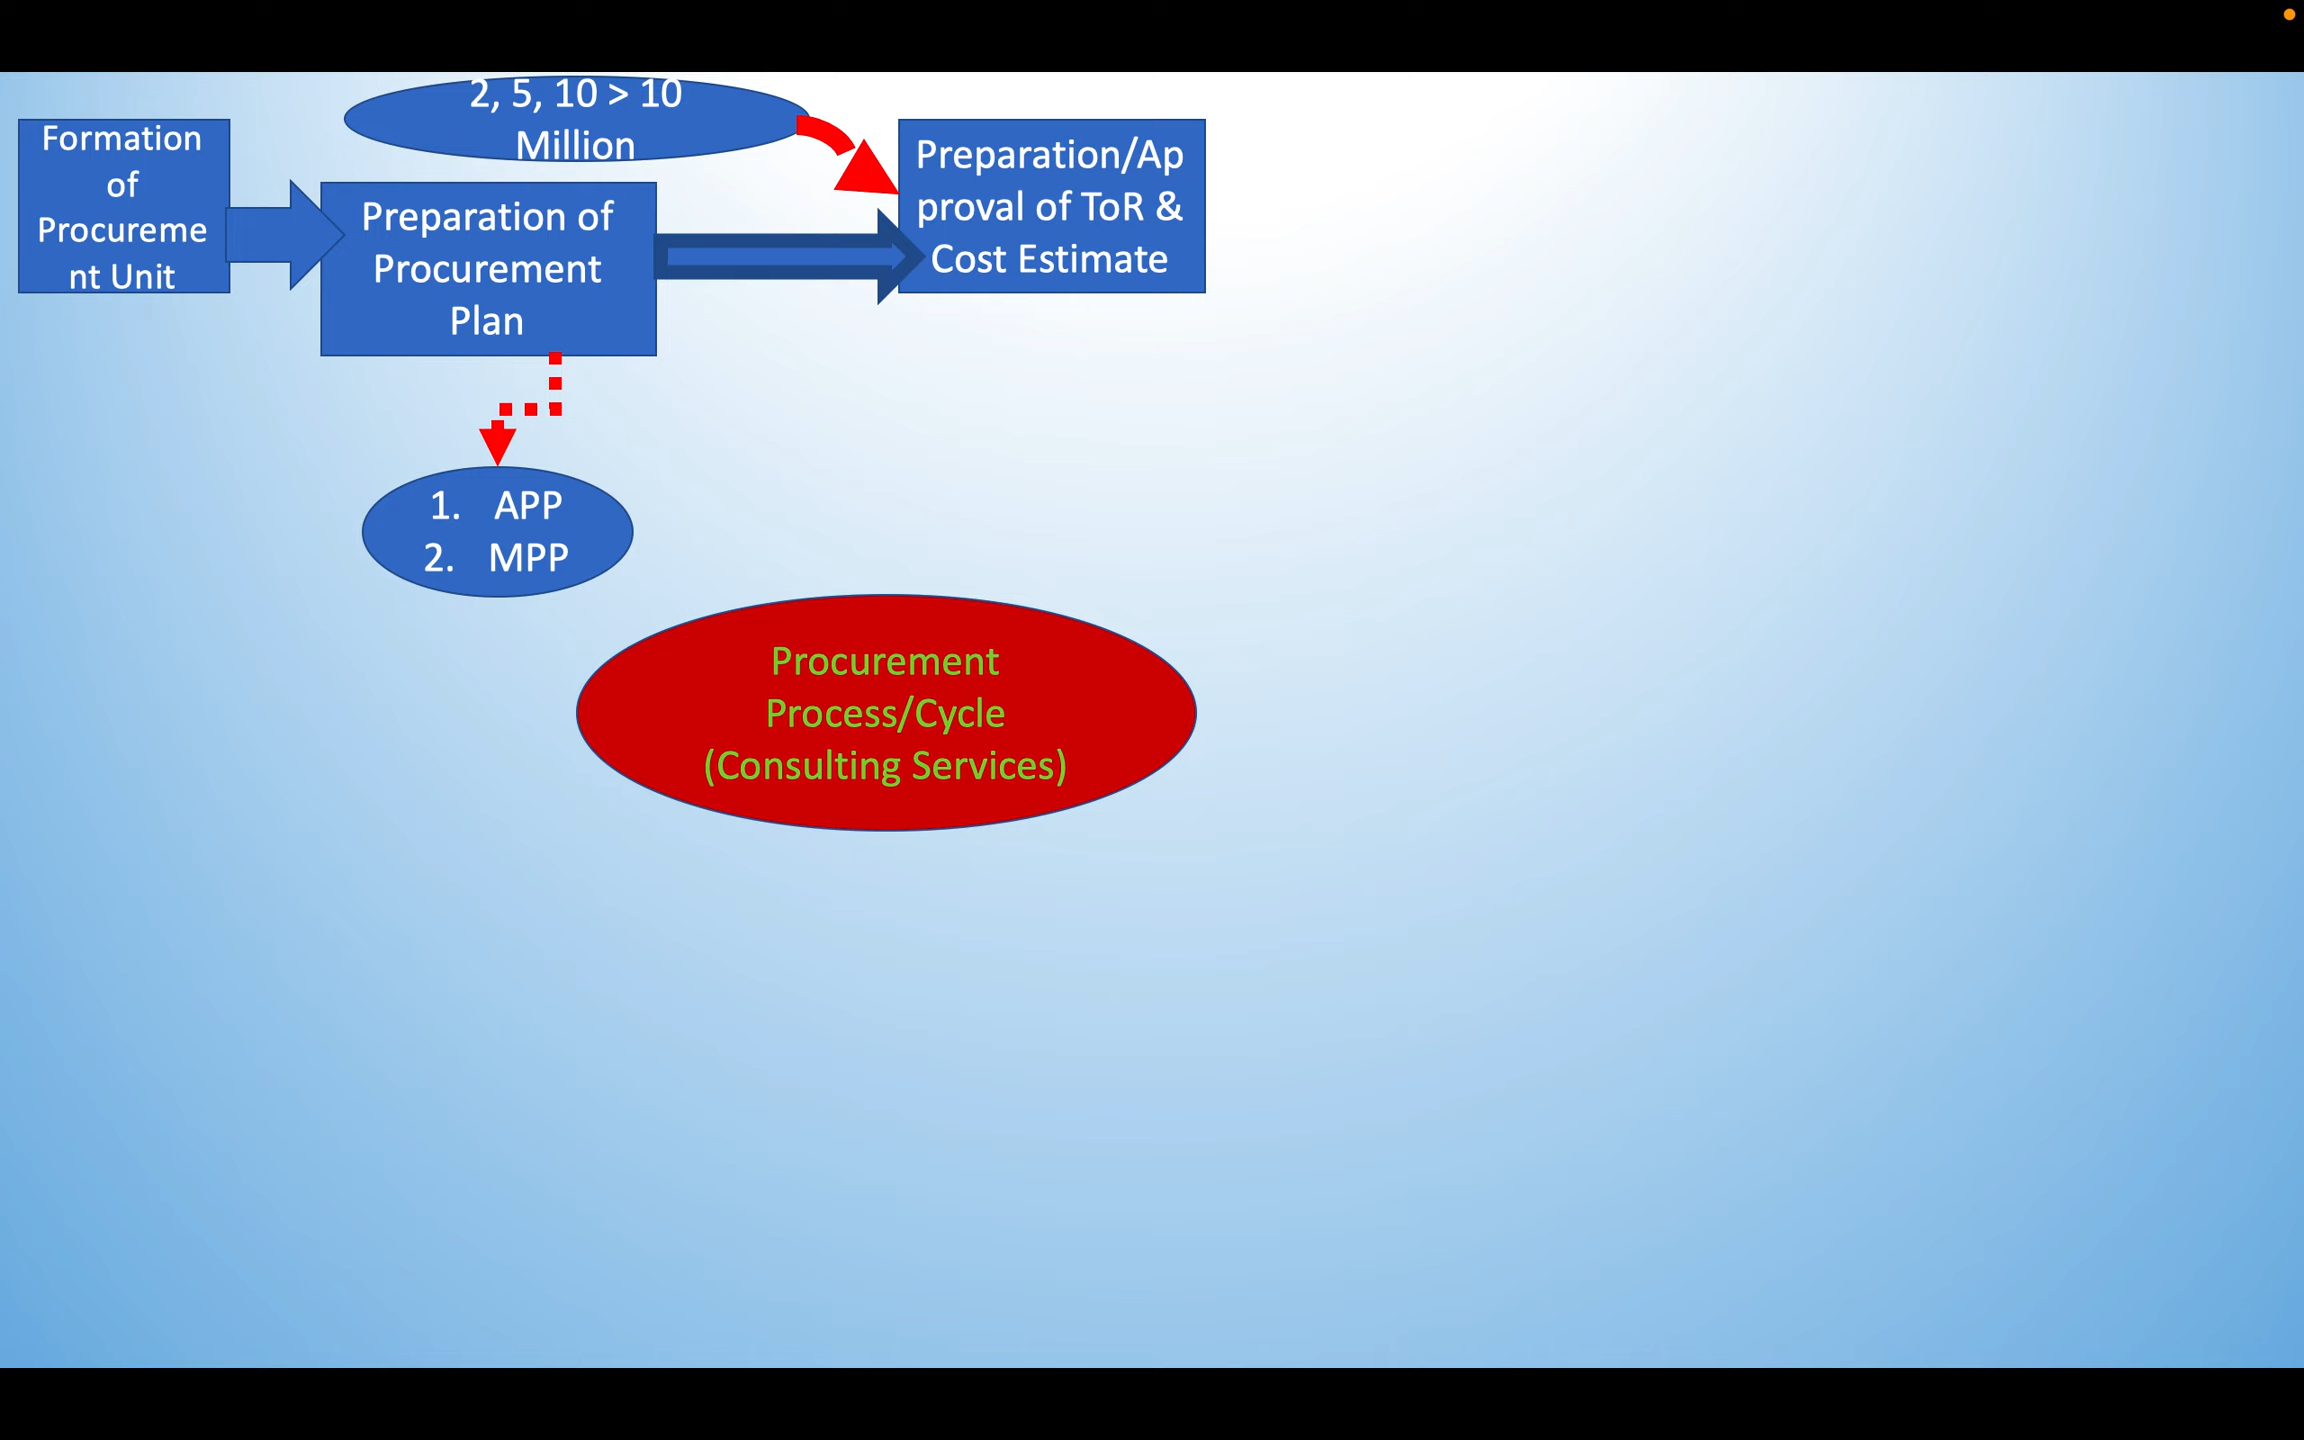 2, 5, 10 > 10
Million
Formation
of
Procureme
nt Unit
Preparation of
Procurement
Plan
Preparation/Ap
proval of ToR &
Cost Estimate
1. APP
2. MPP
Procurement
Process/Cycle
(Consulting Services)